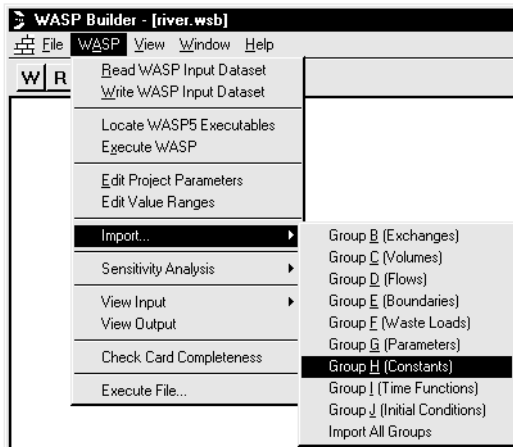 WASP Builder - [river.wsb]
File WASP View Window Help
W R
Read WASP Input Dataset
Write WASP Input Dataset
Locate WASP5 Executables
Execute WASP
Edit Project Parameters
Edit Value Ranges
Import...
Sensitivity Analysis
View Input
View Output
Check Card Completeness
Execute File...
Group B (Exchanges)
Group C (Volumes)
Group D (Flows)
Group E (Boundaries)
Group F (Waste Loads)
Group G (Parameters)
Group H (Constants)
Group I (Time Functions)
Group J (Initial Conditions)
Import All Groups